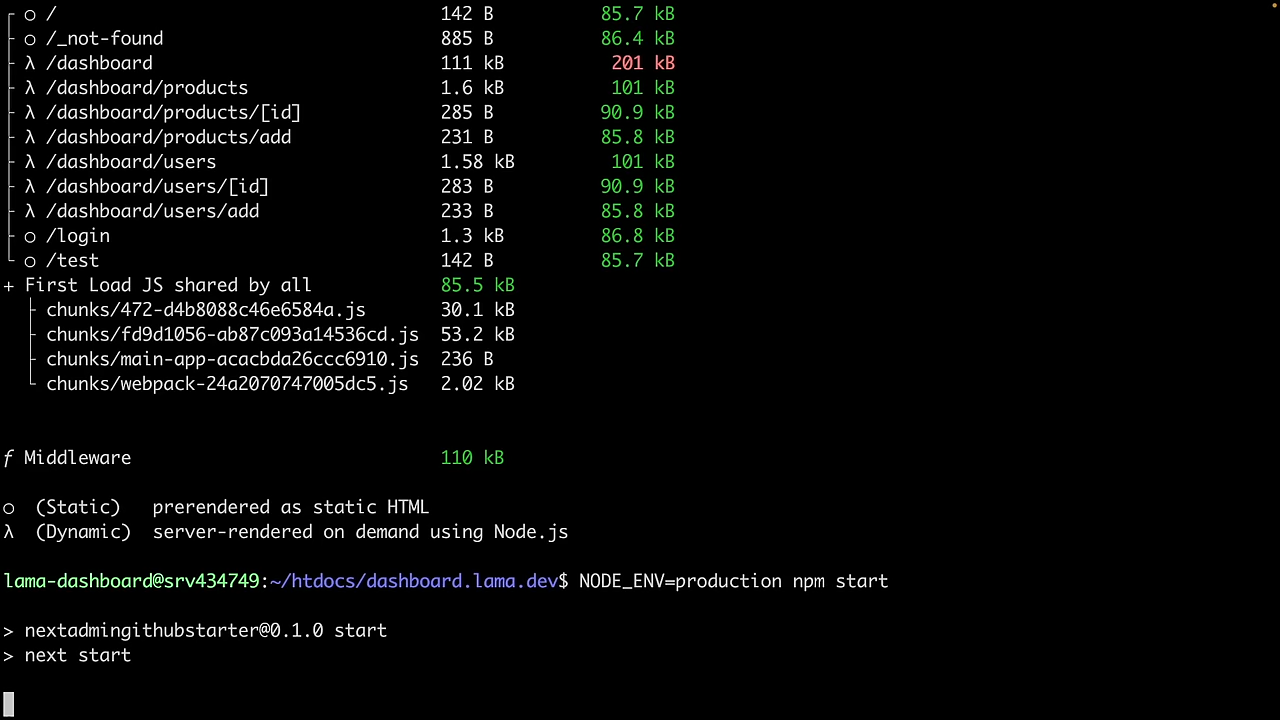 ┌ ○ / 142 B 85.7 kB
├ ○ /_not-found 885 B 86.4 kB
├ λ /dashboard 111 kB 201 kB
├ λ /dashboard/products 1.6 kB 101 kB
├ λ /dashboard/products/[id] 285 B 90.9 kB
├ λ /dashboard/products/add 231 B 85.8 kB
├ λ /dashboard/users 1.58 kB 101 kB
├ λ /dashboard/users/[id] 283 B 90.9 kB
├ λ /dashboard/users/add 233 B 85.8 kB
├ ○ /login 1.3 kB 86.8 kB
└ ○ /test 142 B 85.7 kB
+ First Load JS shared by all 85.5 kB
├ chunks/472-d4b8088c46e6584a.js 30.1 kB
├ chunks/fd9d1056-ab87c093a14536cd.js 53.2 kB
├ chunks/main-app-acacbda26ccc6910.js 236 B
└ chunks/webpack-24a2070747005dc5.js 2.02 kB
ƒ Middleware 110 kB
○ (Static) prerendered as static HTML
λ (Dynamic) server-rendered on demand using Node.js
lama-dashboard@srv434749:~/htdocs/dashboard.lama.dev$ NODE_ENV=production npm start
> nextadmingithubstarter@0.1.0 start
> next start